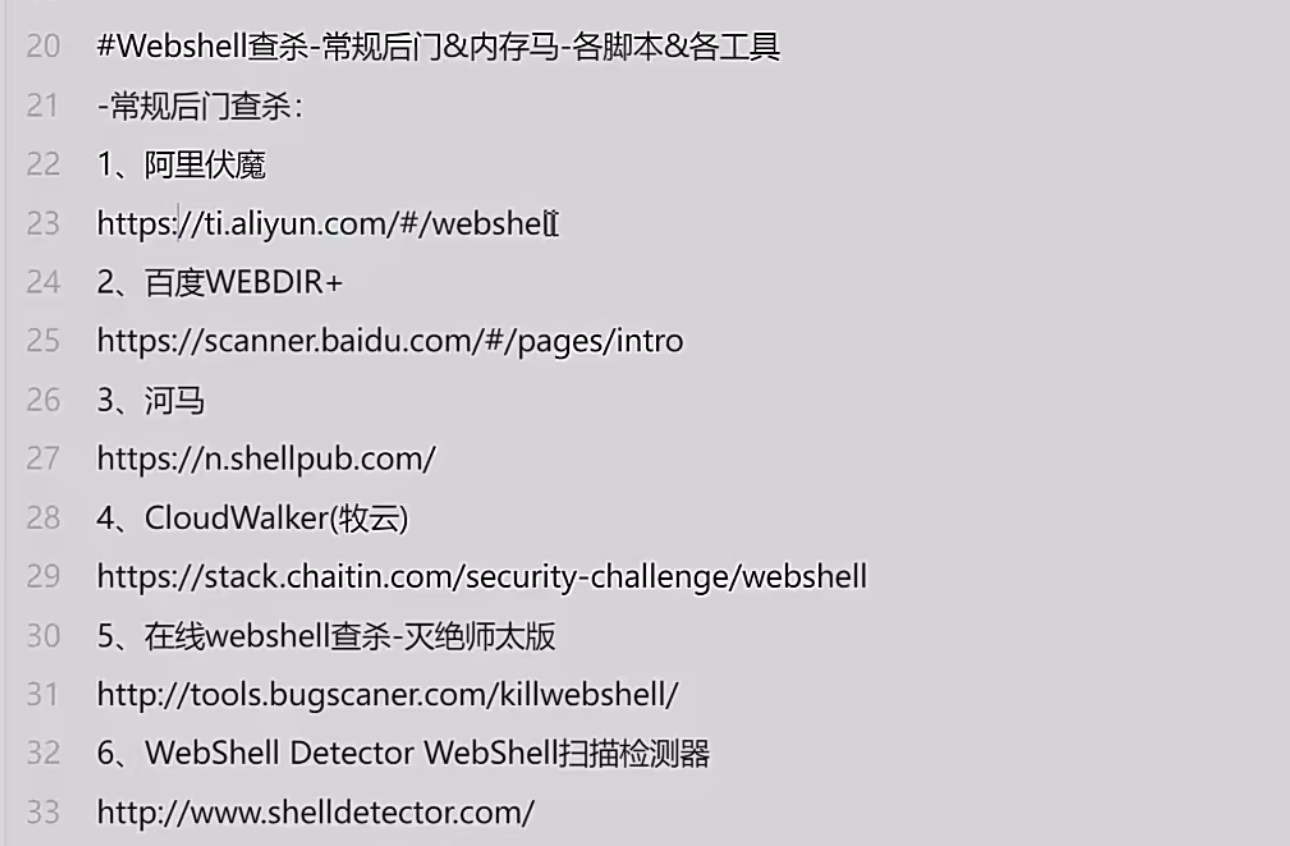 20 #Webshell查杀-常规后门&内存马-各脚本&各工具
21 -常规后门查杀：
22 1、阿里伏魔
23 https://ti.aliyun.com/#/webshell
24 2、百度WEBDIR+
25 https://scanner.baidu.com/#/pages/intro
26 3、河马
27 https://n.shellpub.com/
28 4、CloudWalker(牧云)
29 https://stack.chaitin.com/security-challenge/webshell
30 5、在线webshell查杀-灭绝师太版
31 http://tools.bugscaner.com/killwebshell/
32 6、WebShell Detector WebShell扫描检测器
33 http://www.shelldetector.com/